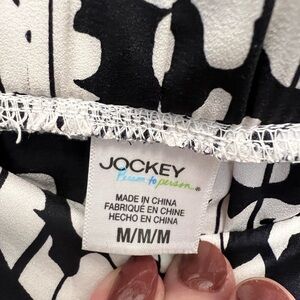 JOCKEY
Person to person®
MADE IN CHINA
FABRIQUÉ EN CHINE
HECHO EN CHINA
M/M/M